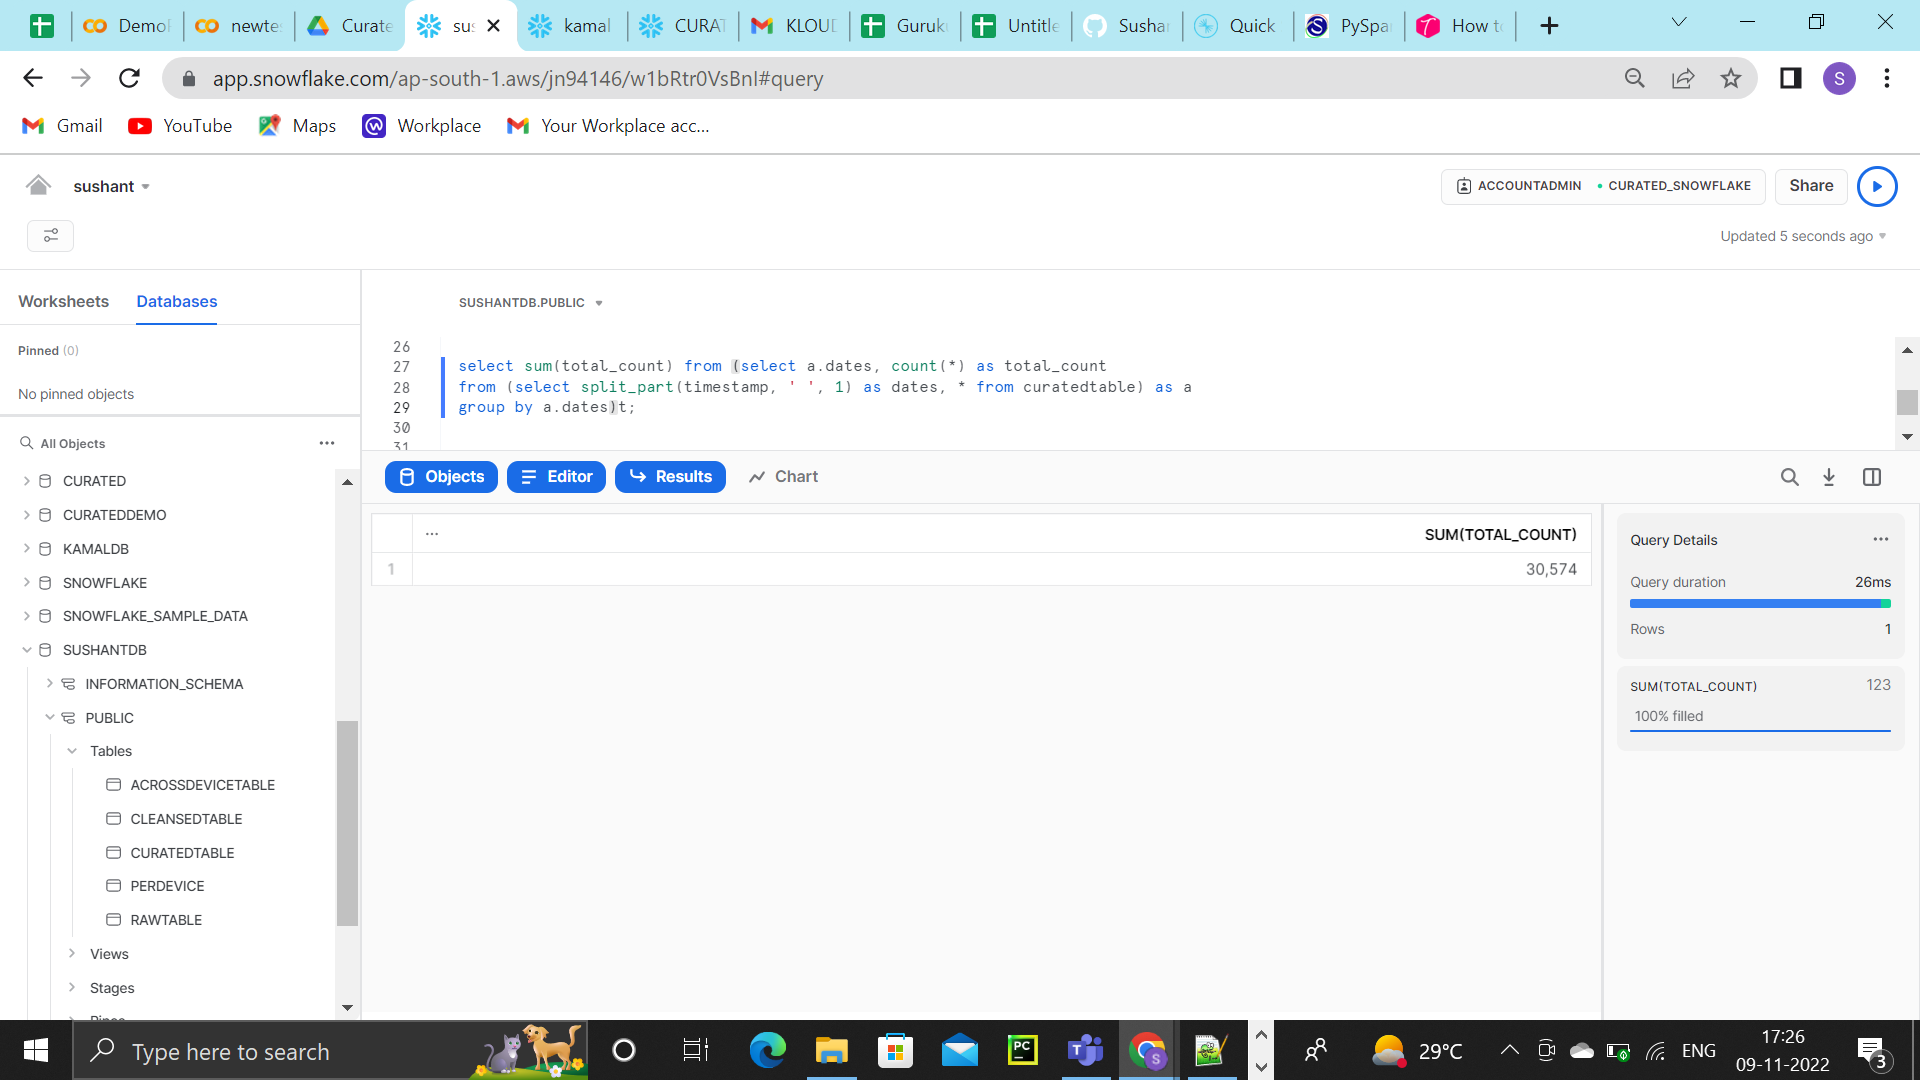 Demo
newte
Curate
sus
kamal
CURAT
KLOUD
Guruk
Untitle
Sushar
Quick
PySpa
How to
app.snowflake.com/ap-south-1.aws/jn94146/w1bRtr0VsBnI#query
S
Gmail
YouTube
Maps
Workplace
Your Workplace acc...
sushant
ACCOUNTADMIN
CURATED_SNOWFLAKE
Share
Updated 5 seconds ago
Worksheets
Databases
SUSHANTDB.PUBLIC
Pinned (0)
No pinned objects
26
27 select sum(total_count) from (select a.dates, count(*) as total_count
28 from (select split_part(timestamp, ' ', 1) as dates, * from curatedtable) as a
29 group by a.dates)t;
30
31
All Objects
CURATED
CURATEDDEMO
KAMALDB
SNOWFLAKE
SNOWFLAKE_SAMPLE_DATA
SUSHANTDB
INFORMATION_SCHEMA
PUBLIC
Tables
ACROSSDEVICETABLE
CLEANSEDTABLE
CURATEDTABLE
PERDEVICE
RAWTABLE
Views
Stages
Objects
Editor
Results
Chart
... SUM(TOTAL_COUNT)
1 30,574
Query Details
...
Query duration 26ms
Rows 1
SUM(TOTAL_COUNT) 123
100% filled
Type here to search
PC
T
S
29°C
ENG
17:26
09-11-2022
3